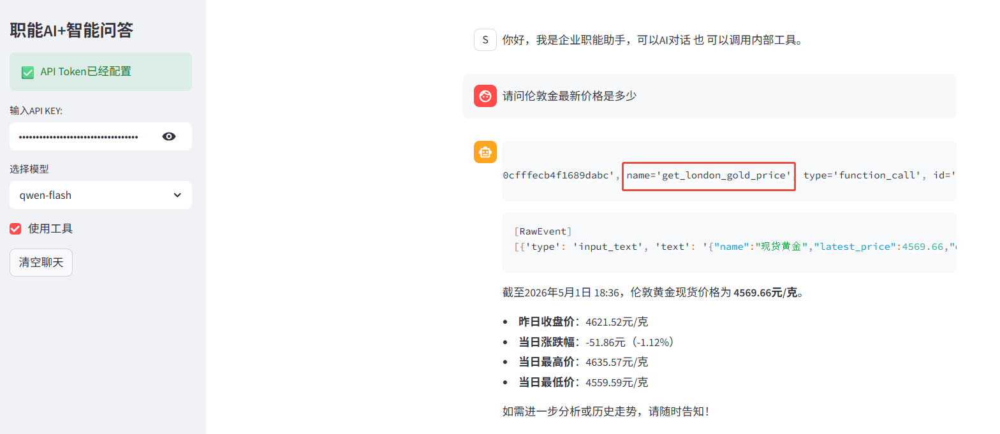 职能AI+智能问答
API Token已经配置
输入API KEY:
选择模型
qwen-flash
使用工具
清空聊天
S
你好，我是企业职能助手，可以AI对话 也 可以调用内部工具。
请问伦敦金最新价格是多少
0cfffecb4f1689dabc', name='get_london_gold_price', type='function_call', id='
[RawEvent]
[{'type': 'input_text', 'text': '{"name":"现货黄金","latest_price":4569.66,"
截至2026年5月1日 18:36，伦敦黄金现货价格为 4569.66元/克。
• 昨日收盘价：4621.52元/克
• 当日涨跌幅：-51.86元（-1.12%）
• 当日最高价：4635.57元/克
• 当日最低价：4559.59元/克
如需进一步分析或历史走势，请随时告知！